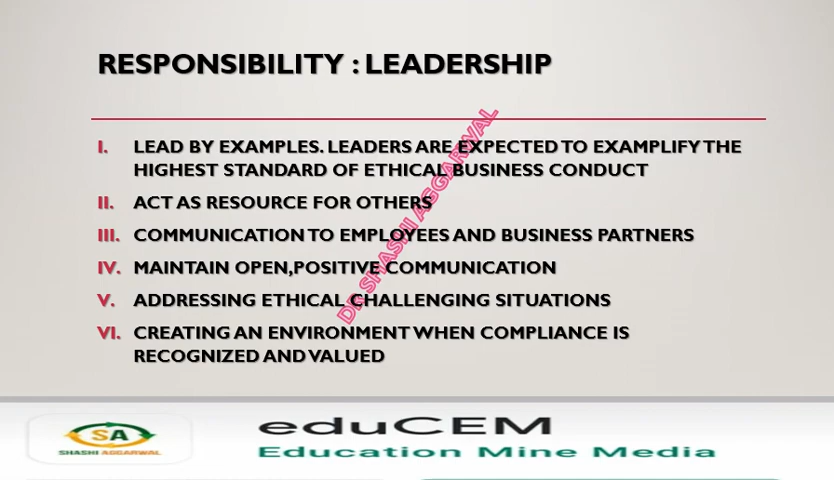 RESPONSIBILITY : LEADERSHIP
I. LEAD BY EXAMPLES. LEADERS ARE EXPECTED TO EXAMPLIFY THE
HIGHEST STANDARD OF ETHICAL BUSINESS CONDUCT
II. ACT AS RESOURCE FOR OTHERS
III. COMMUNICATION TO EMPLOYEES AND BUSINESS PARTNERS
IV. MAINTAIN OPEN,POSITIVE COMMUNICATION
V. ADDRESSING ETHICAL CHALLENGING SITUATIONS
VI. CREATING AN ENVIRONMENT WHEN COMPLIANCE IS
RECOGNIZED AND VALUED
DR SHASHI AGGARWAL
SA
SHASHI AGGARWAL
eduCEM
Education Mine Media